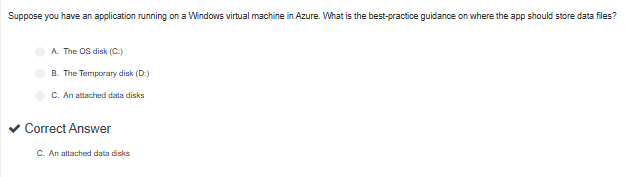 Suppose you have an application running on a Windows virtual machine in Azure. What is the best-practice guidance on where the app should store data files?
A. The OS disk (C:)
B. The Temporary disk (D:)
C. An attached data disks
Correct Answer
C. An attached data disks